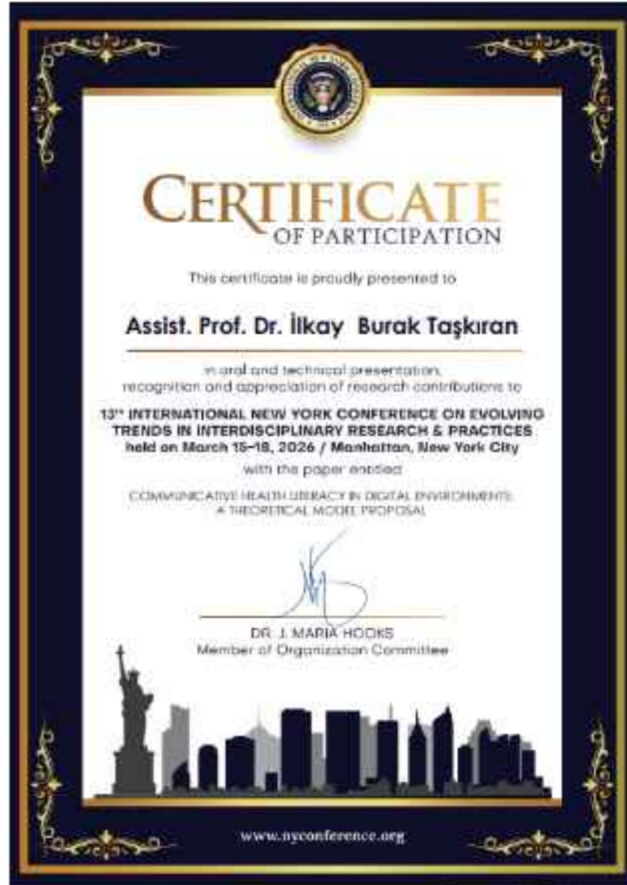 CERTIFICATE
OF PARTICIPATION
This certificate is proudly presented to
Assist. Prof. Dr. İlkay Burak Taşkıran
in oral and technical presentation,
recognition and appreciation of research contributions to
13ᵗʰ INTERNATIONAL NEW YORK CONFERENCE ON EVOLVING
TRENDS IN INTERDISCIPLINARY RESEARCH & PRACTICES
held on March 15-18, 2026 / Manhattan, New York City
with the paper entitled
COMMUNICATIVE HEALTH LITERACY IN DIGITAL ENVIRONMENTS:
A THEORETICAL MODEL PROPOSAL
DR. J. MARIA HOOKS
Member of Organization Committee
www.nyconference.org